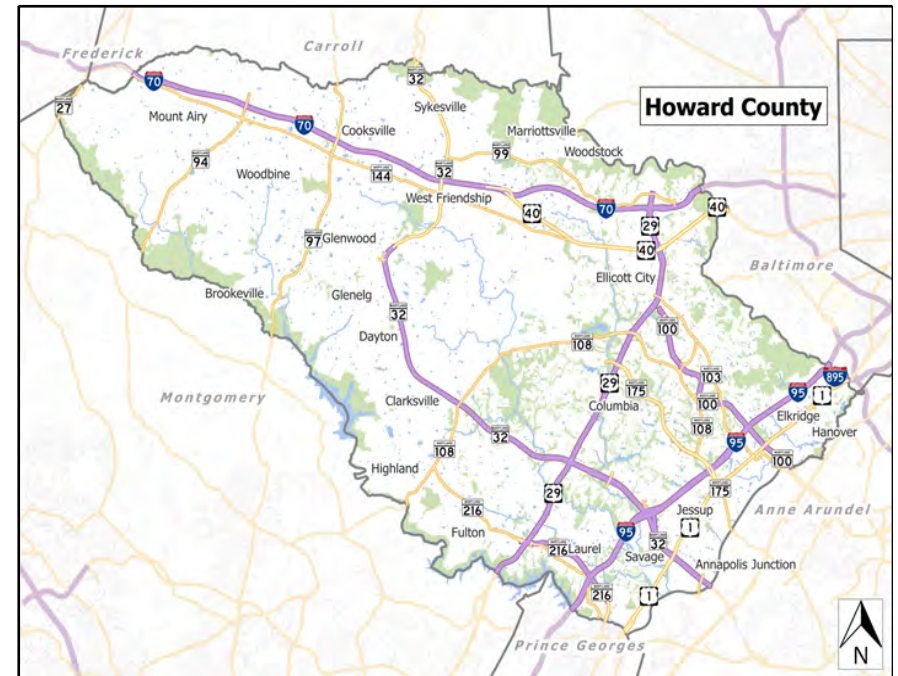 Frederick
Carroll
Howard County
70
32
27
Mount Airy
70
Sykesville
Cooksville
Marriottsville
99
Woodstock
94
Woodbine
144
32
West Friendship
70
40
40
29
97
Glenwood
40
Ellicott City
Baltimore
Brookeville
Glenelg
32
Dayton
100
108
Montgomery
Clarksville
29
175
103
95
895
1
Columbia
100
Elkridge
Hanover
108
32
108
95
100
Highland
29
175
216
Jessup
Anne Arundel
Fulton
95
1
216
Laurel
Savage
32
Annapolis Junction
216
1
Prince Georges
N